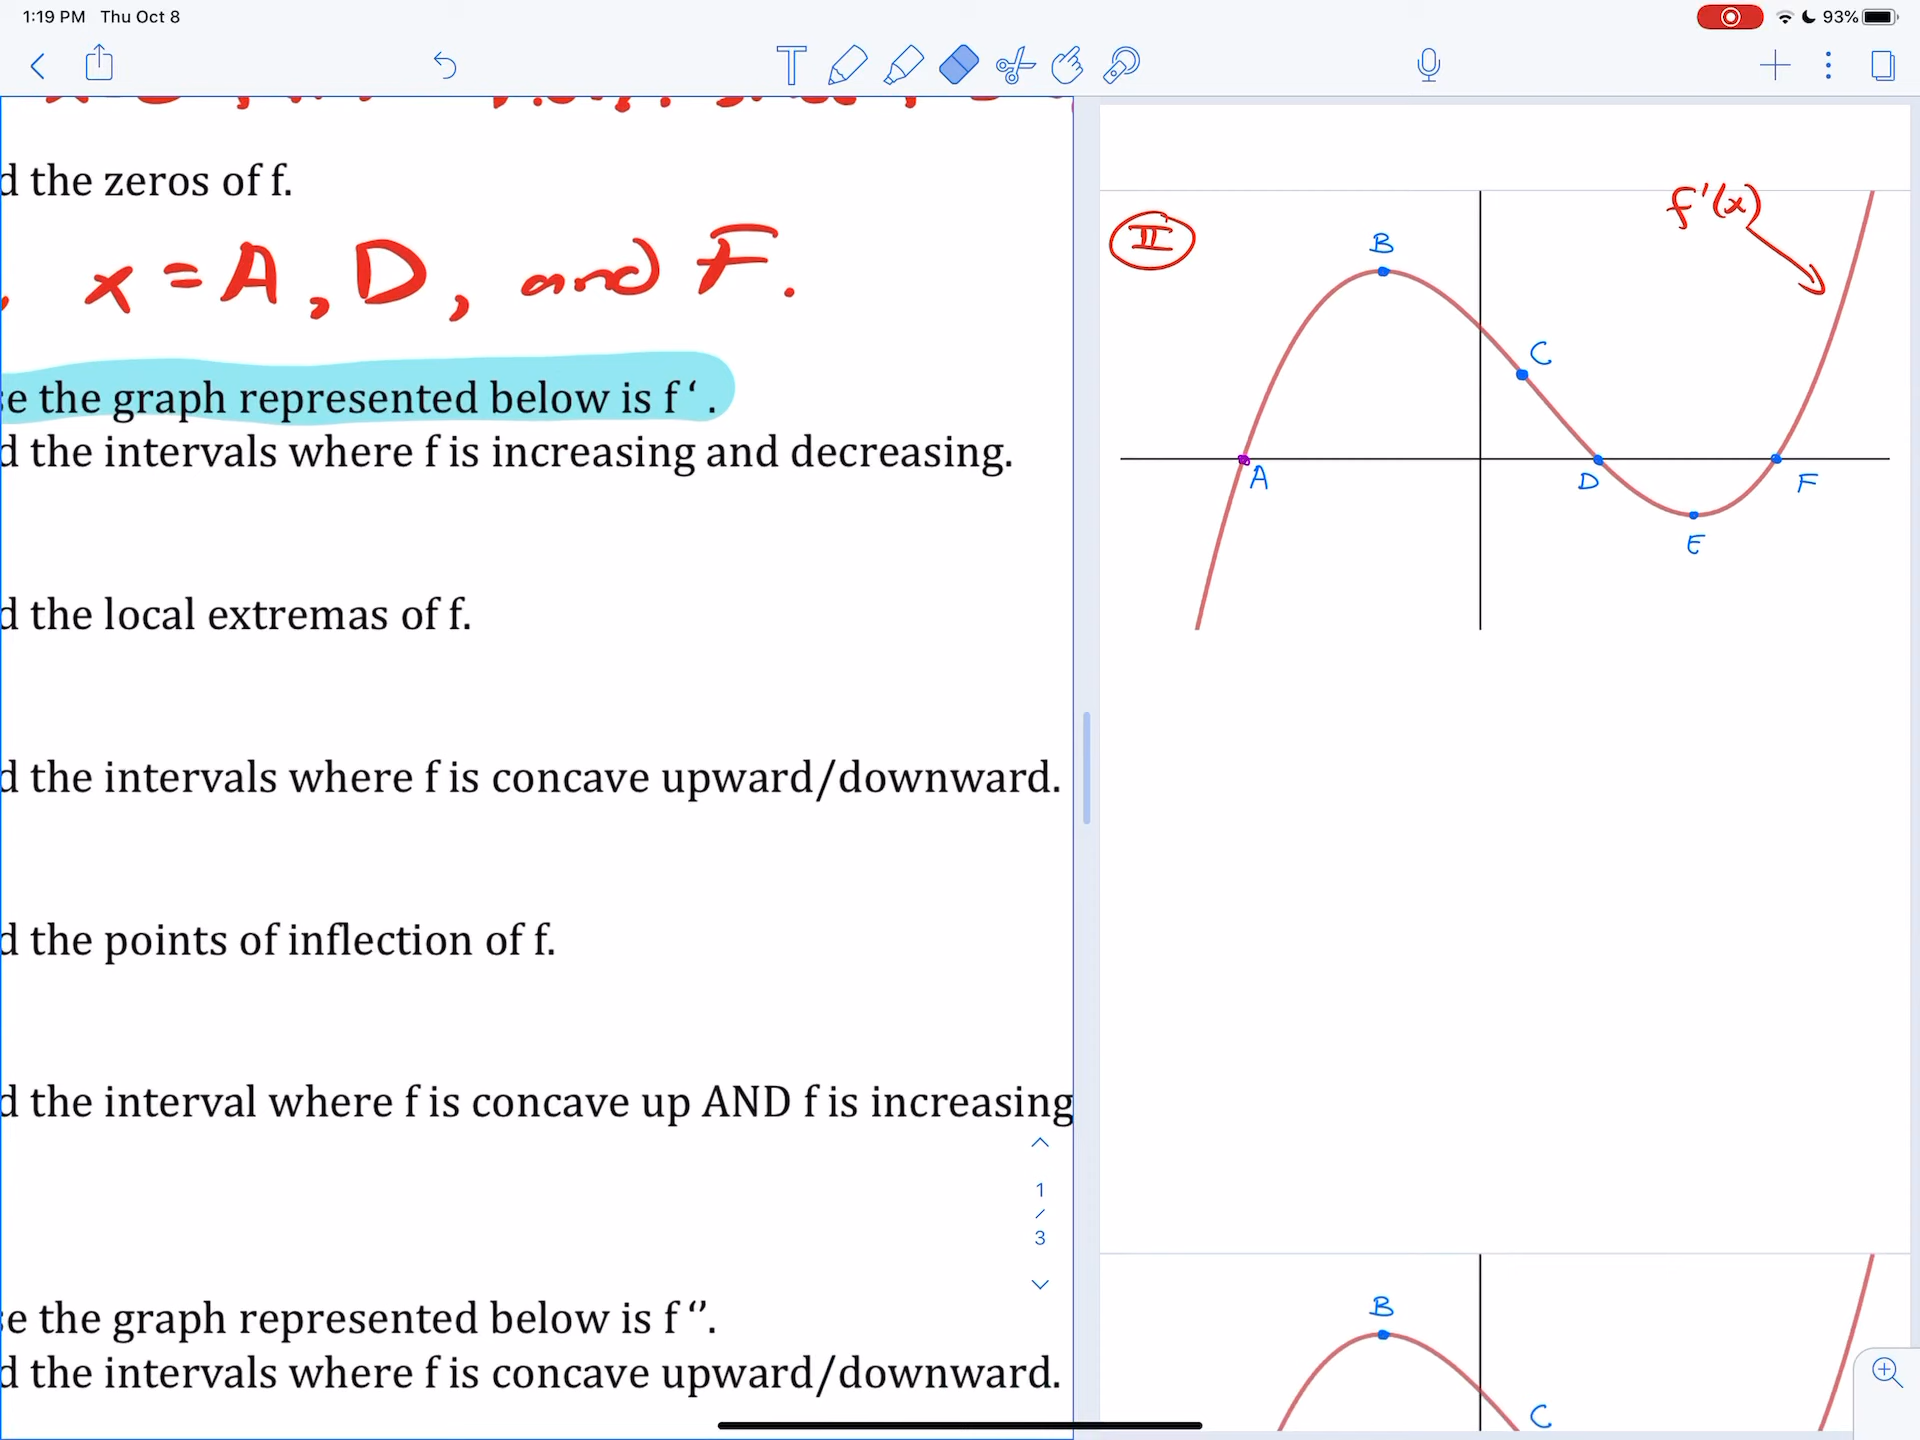 1:19 PM Thu Oct 8
93%
d the zeros of f.
x = A, D, and F.
e the graph represented below is f ‘ .
d the intervals where f is increasing and decreasing.
d the local extremas of f.
d the intervals where f is concave upward/downward.
d the points of inflection of f.
d the interval where f is concave up AND f is increasing
1
/
3
e the graph represented below is f ‘’.
d the intervals where f is concave upward/downward.
II
f'(x)
B
C
A
D
F
E
B
C